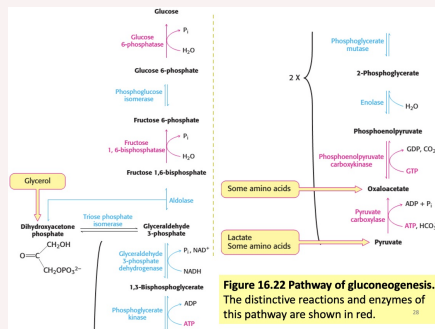 Glucose
Glucose
6-phosphatase
Pi
H2O
Glucose 6-phosphate
Phosphoglucose
isomerase
Fructose 6-phosphate
Fructose
1, 6-bisphosphatase
Pi
H2O
Fructose 1,6-bisphosphate
Glycerol
Aldolase
Triose phosphate
isomerase
Dihydroxyacetone
phosphate
Glyceraldehyde
3-phosphate
CH2OH
O
CH2OPO32-
Glyceraldehyde
3-phosphate
dehydrogenase
Pi, NAD+
NADH
1,3-Bisphosphoglycerate
Phosphoglycerate
kinase
ADP
ATP
Phosphoglycerate
mutase
2 X
2-Phosphoglycerate
Enolase
H2O
Phosphoenolpyruvate
Phosphoenolpyruvate
carboxykinase
GDP, CO2
GTP
Some amino acids
Oxaloacetate
Pyruvate
carboxylase
ADP + Pi
ATP, HCO3
Lactate
Some amino acids
Pyruvate
Figure 16.22 Pathway of gluconeogenesis.
The distinctive reactions and enzymes of
this pathway are shown in red.
28